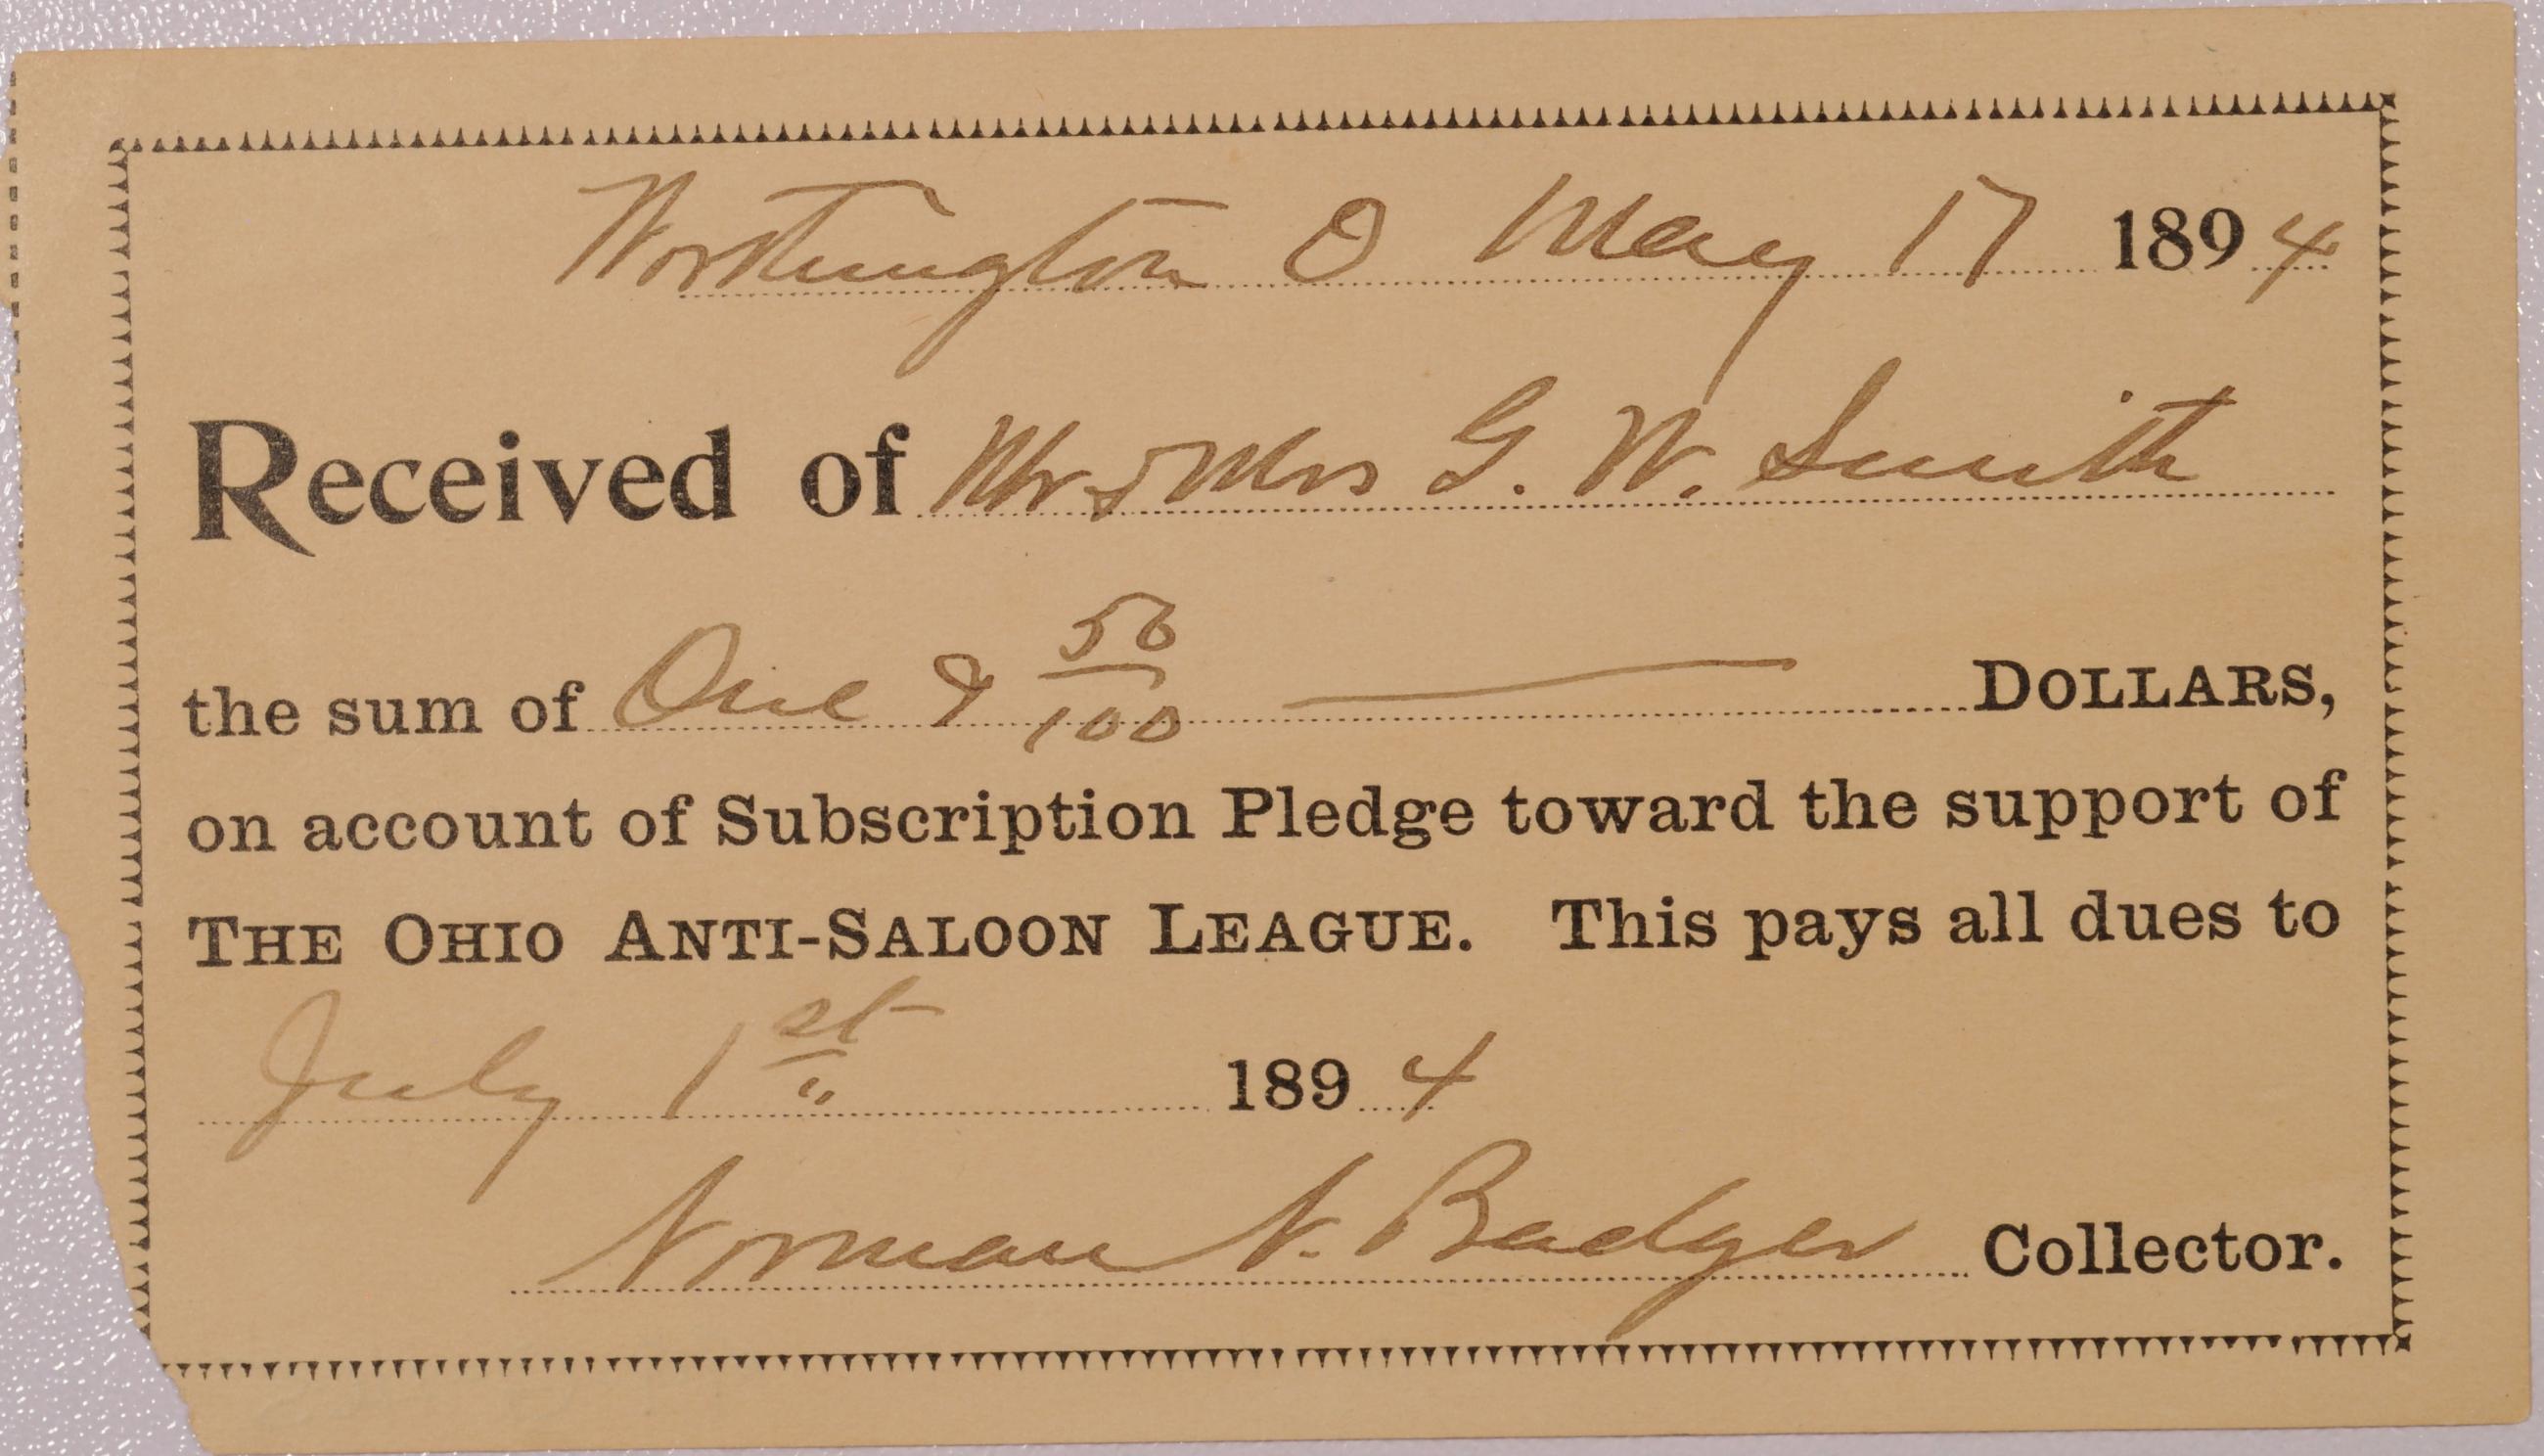 Worthington O May 17 1894
Received of Mr & Mrs G. W. Smith
the sum of One & 50/100 DOLLARS,
on account of Subscription Pledge toward the support of
THE OHIO ANTI-SALOON LEAGUE. This pays all dues to
July 1st 1894
Norman N. Badger Collector.